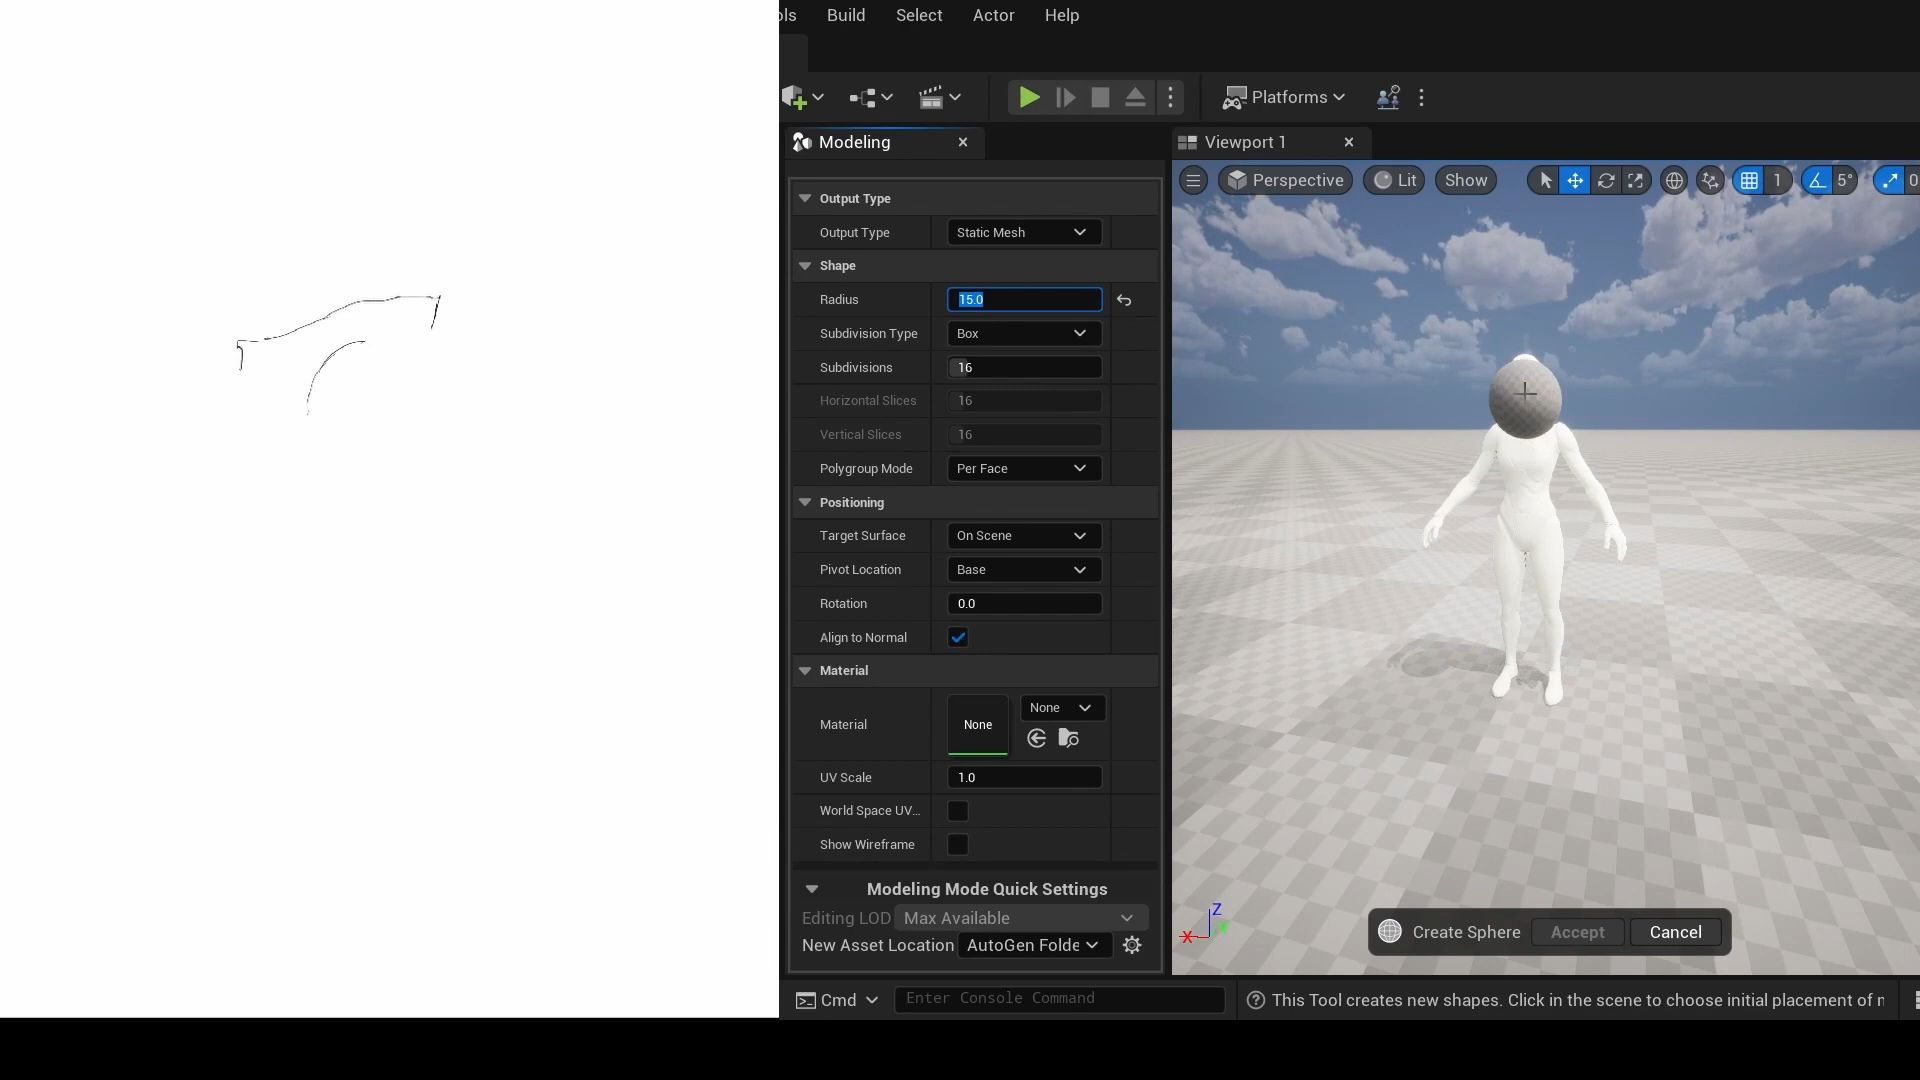 Build Select Actor Help
Platforms
Modeling
Viewport 1
Perspective Lit Show 1 5° 0
Output Type
Output Type Static Mesh
Shape
Radius 15.0
Subdivision Type Box
Subdivisions 16
Horizontal Slices 16
Vertical Slices 16
Polygroup Mode Per Face
Positioning
Target Surface On Scene
Pivot Location Base
Rotation 0.0
Align to Normal
Material
Material None None
UV Scale 1.0
World Space UV...
Show Wireframe
Modeling Mode Quick Settings
Editing LOD Max Available
New Asset Location AutoGen Folde
Z
X Y
Create Sphere Accept Cancel
Cmd Enter Console Command
This Tool creates new shapes. Click in the scene to choose initial placement of